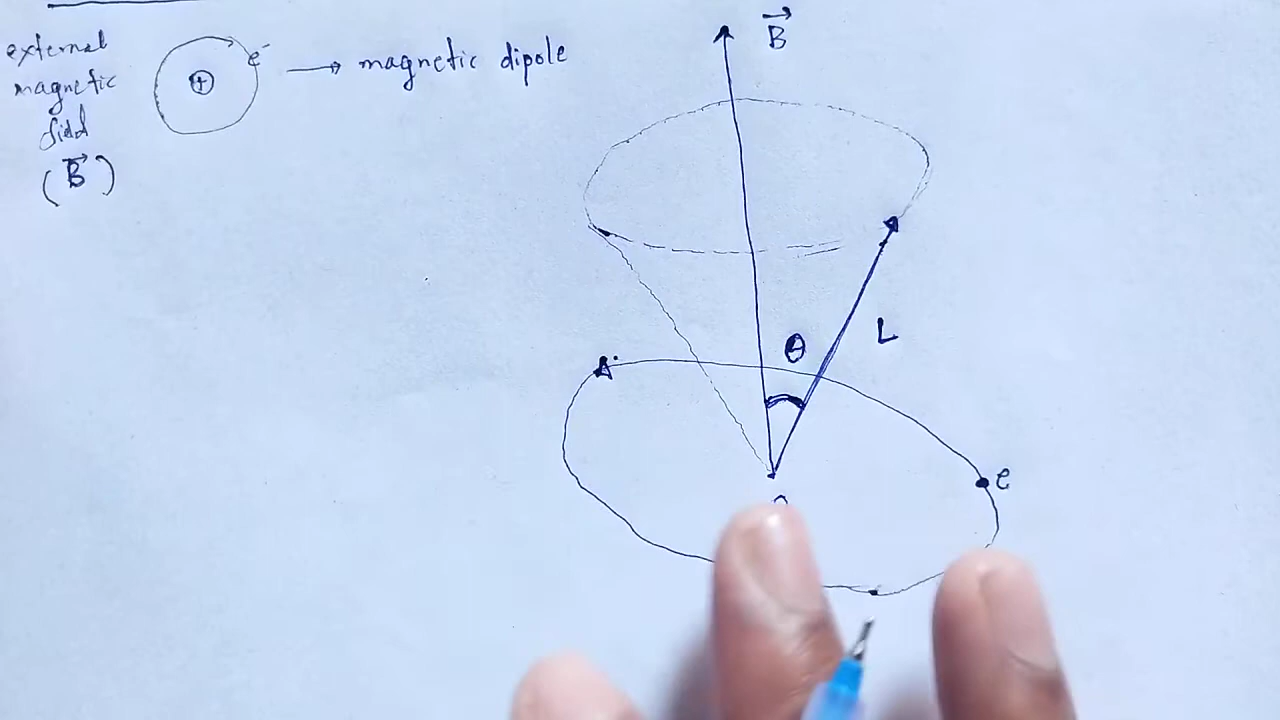 external
magnetic
field
(B⃗)
+
e⁻
→ magnetic dipole
B⃗
θ
L
A
e